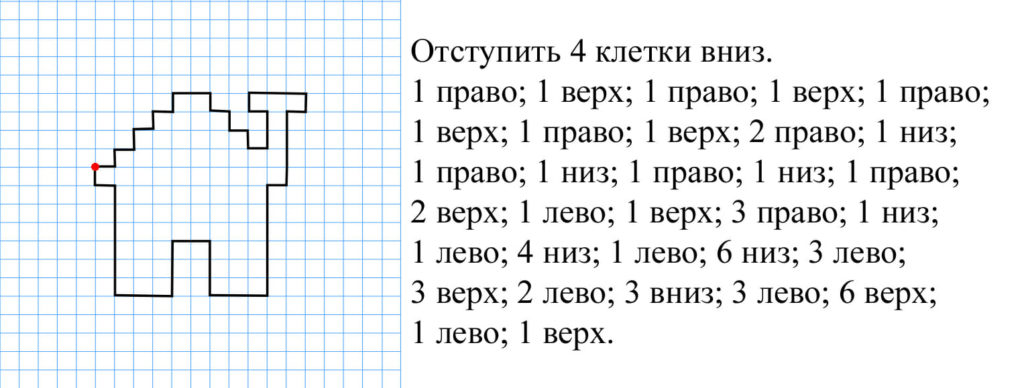 Отступить 4 клетки вниз.
1 право; 1 верх; 1 право; 1 верх; 1 право;
1 верх; 1 право; 1 верх; 2 право; 1 низ;
1 право; 1 низ; 1 право; 1 низ; 1 право;
2 верх; 1 лево; 1 верх; 3 право; 1 низ;
1 лево; 4 низ; 1 лево; 6 низ; 3 лево;
3 верх; 2 лево; 3 вниз; 3 лево; 6 верх;
1 лево; 1 верх.